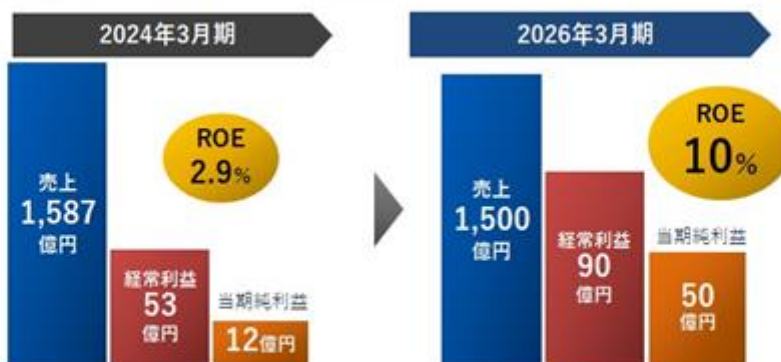 2024年3月期
ROE
2.9%
売上
1,587
億円
経常利益
53
億円
当期純利益
12億円
2026年3月期
ROE
10%
売上
1,500
億円
経常利益
90
億円
当期純利益
50
億円